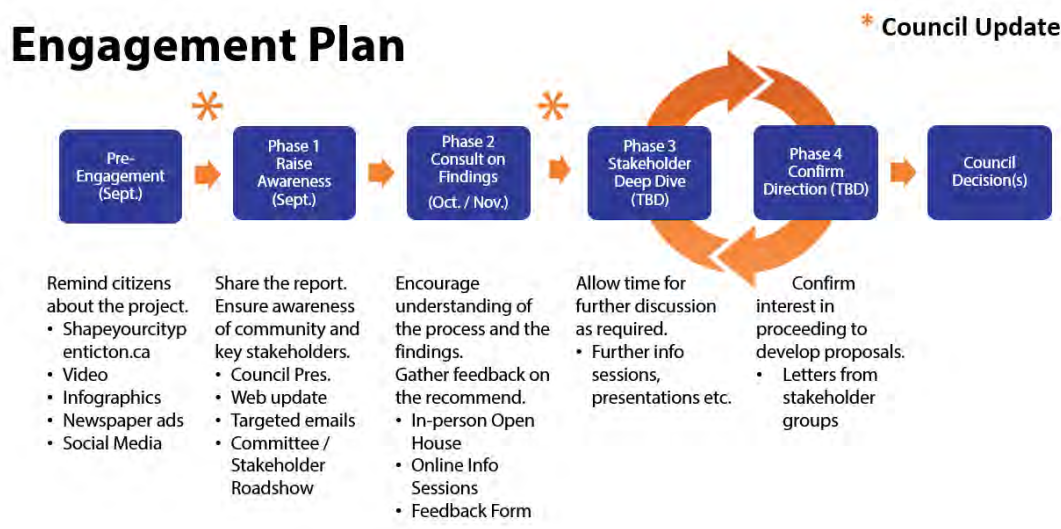 Engagement Plan
* Council Update
*
*
Pre-
Engagement
(Sept.)
Phase 1
Raise
Awareness
(Sept.)
Phase 2
Consult on
Findings
(Oct. / Nov.)
Phase 3
Stakeholder
Deep Dive
(TBD)
Phase 4
Confirm
Direction (TBD)
Council
Decision(s)
Remind citizens
about the project.
• Shapeyourcityp
enticton.ca
• Video
• Infographics
• Newspaper ads
• Social Media
Share the report.
Ensure awareness
of community and
key stakeholders.
• Council Pres.
• Web update
• Targeted emails
• Committee /
Stakeholder
Roadshow
Encourage
understanding of
the process and the
findings.
Gather feedback on
the recommend.
• In-person Open
House
• Online Info
Sessions
• Feedback Form
Allow time for
further discussion
as required.
• Further info
sessions,
presentations etc.
Confirm
interest in
proceeding to
develop proposals.
• Letters from
stakeholder
groups